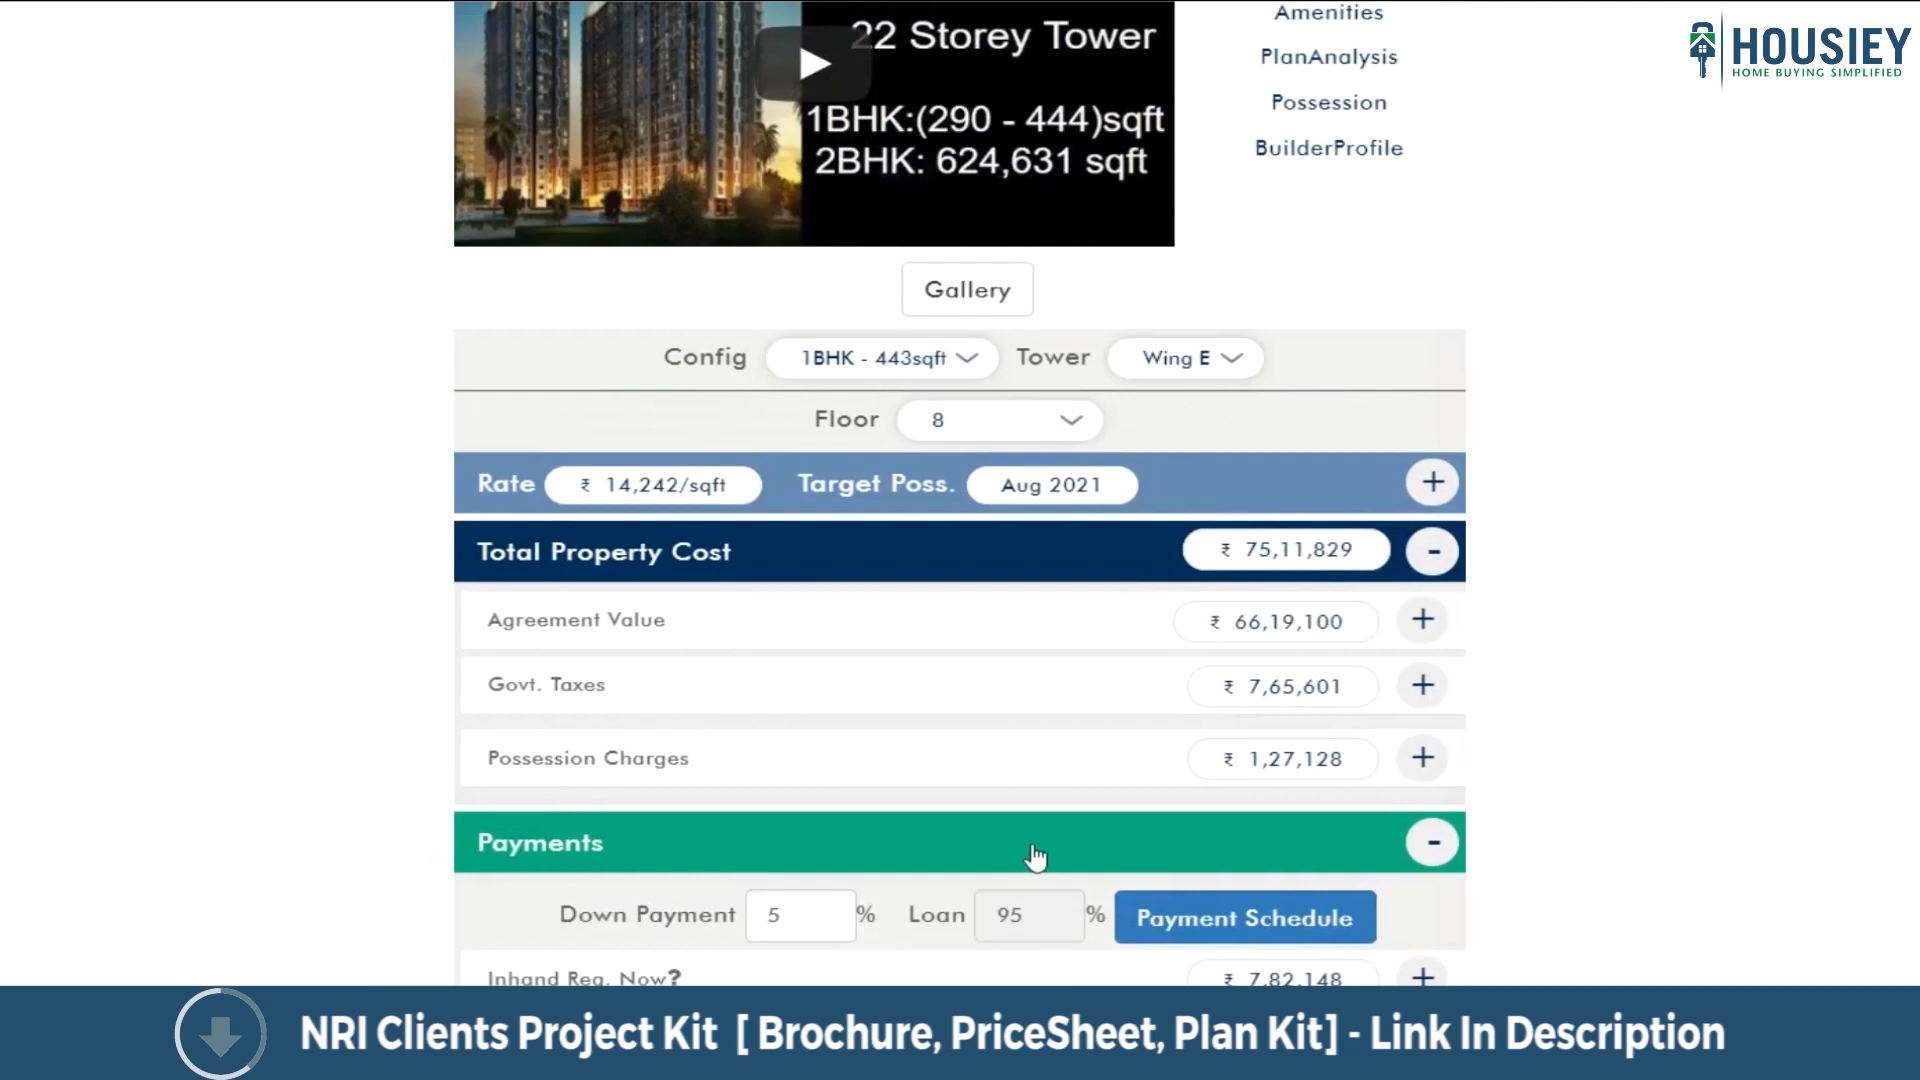 22 Storey Tower
1BHK:(290 - 444)sqft
2BHK: 624,631 sqft
Amenities
PlanAnalysis
Possession
BuilderProfile
HOUSIEY
HOME BUYING SIMPLIFIED
Gallery
Config 1BHK - 443sqft Tower Wing E
Floor 8
Rate ₹ 14,242/sqft Target Poss. Aug 2021 +
Total Property Cost ₹ 75,11,829 -
Agreement Value ₹ 66,19,100 +
Govt. Taxes ₹ 7,65,601 +
Possession Charges ₹ 1,27,128 +
Payments -
Down Payment 5 % Loan 95 % Payment Schedule
Inhand Req. Now? ₹ 7,82,148 +
NRI Clients Project Kit [ Brochure, PriceSheet, Plan Kit] - Link In Description